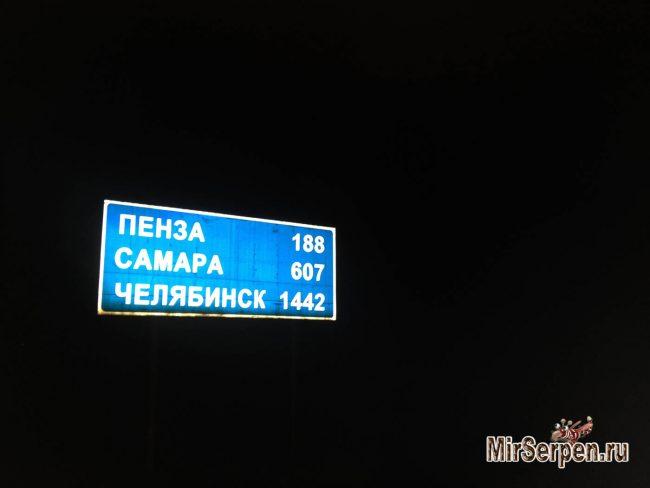 ПЕНЗА 188
САМАРА 607
ЧЕЛЯБИНСК 1442
MirSerpen.ru